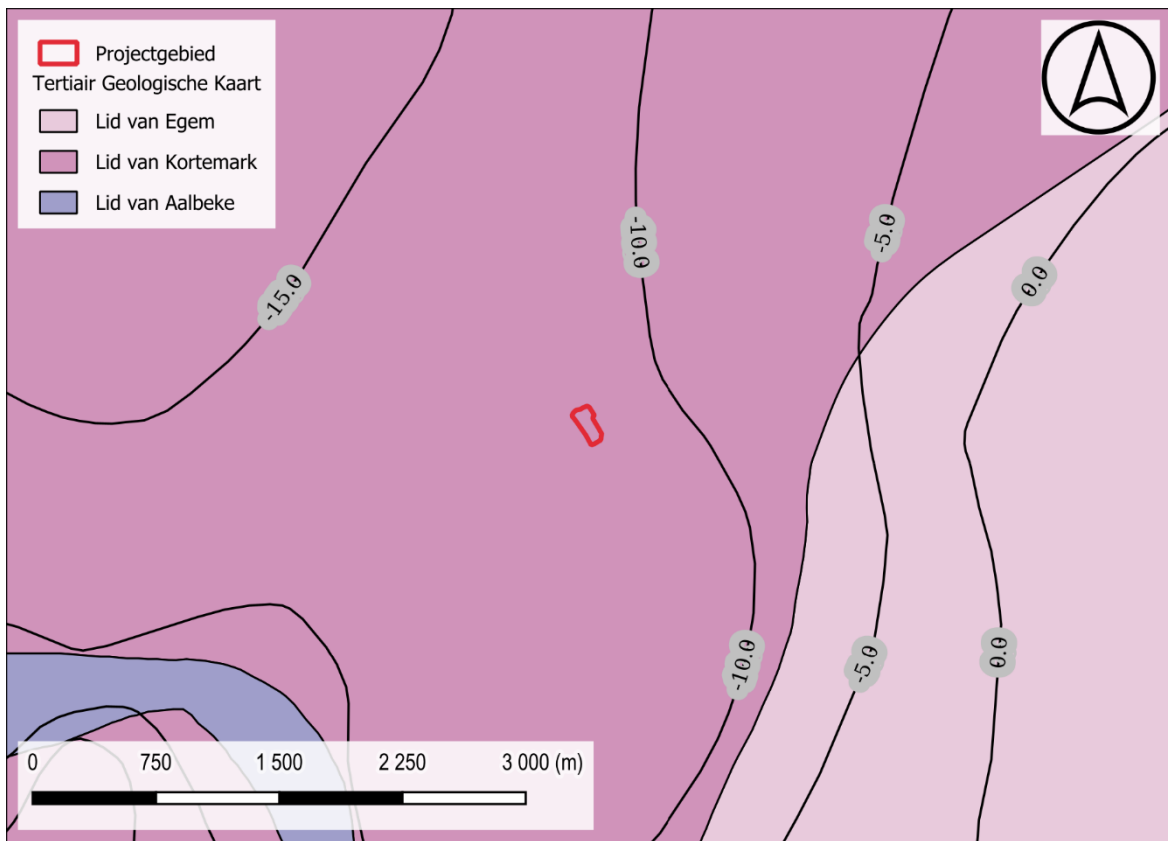 Projectgebied
Tertiair Geologische Kaart
Lid van Egem
Lid van Kortemark
Lid van Aalbeke
-10.0
-5.0
0.0
-15.0
-10.0
-5.0
0.0
0 750 1 500 2 250 3 000 (m)